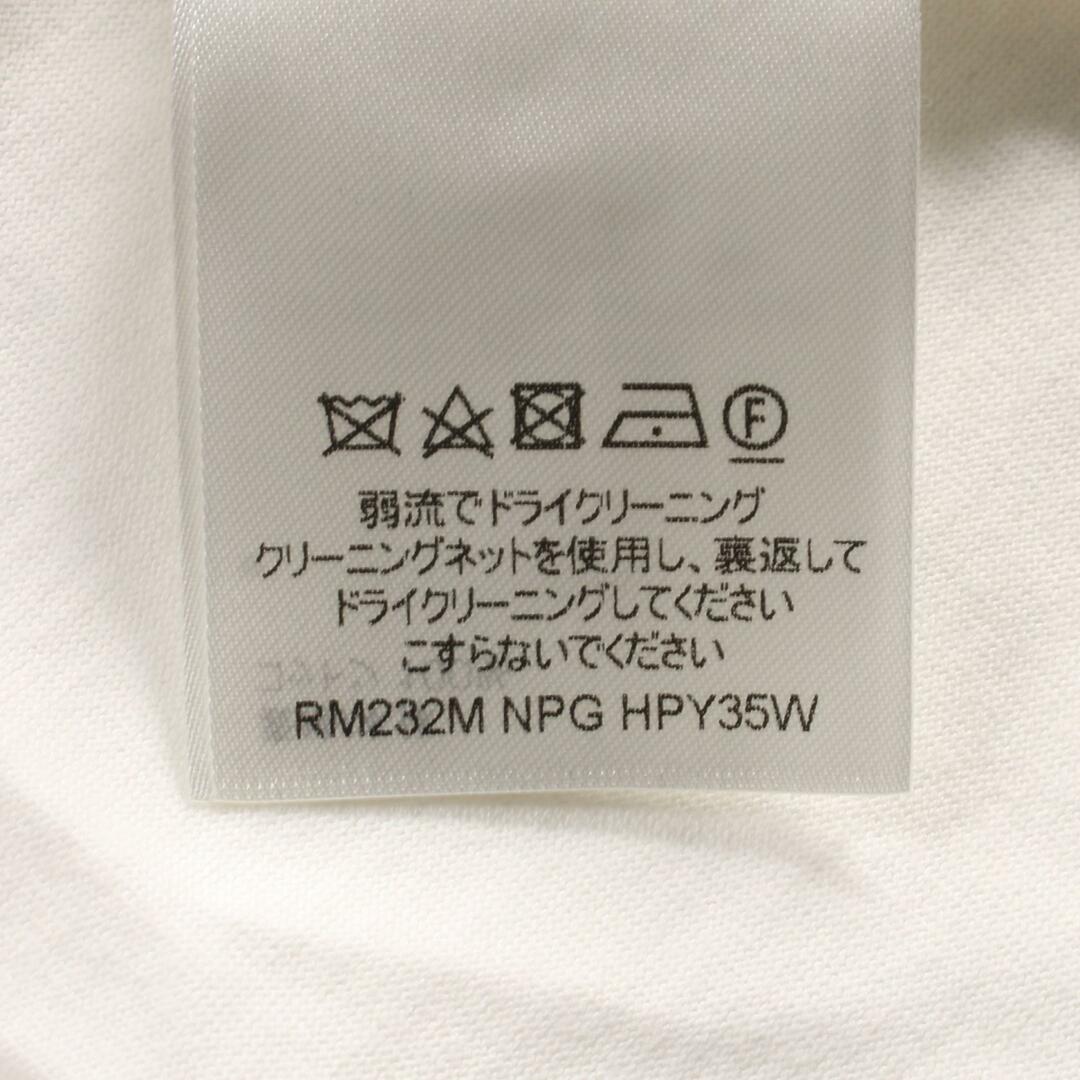 F
弱流でドライクリーニング
クリーニングネットを使用し、裏返して
ドライクリーニングしてください
こすらないでください
RM232M NPG HPY35W